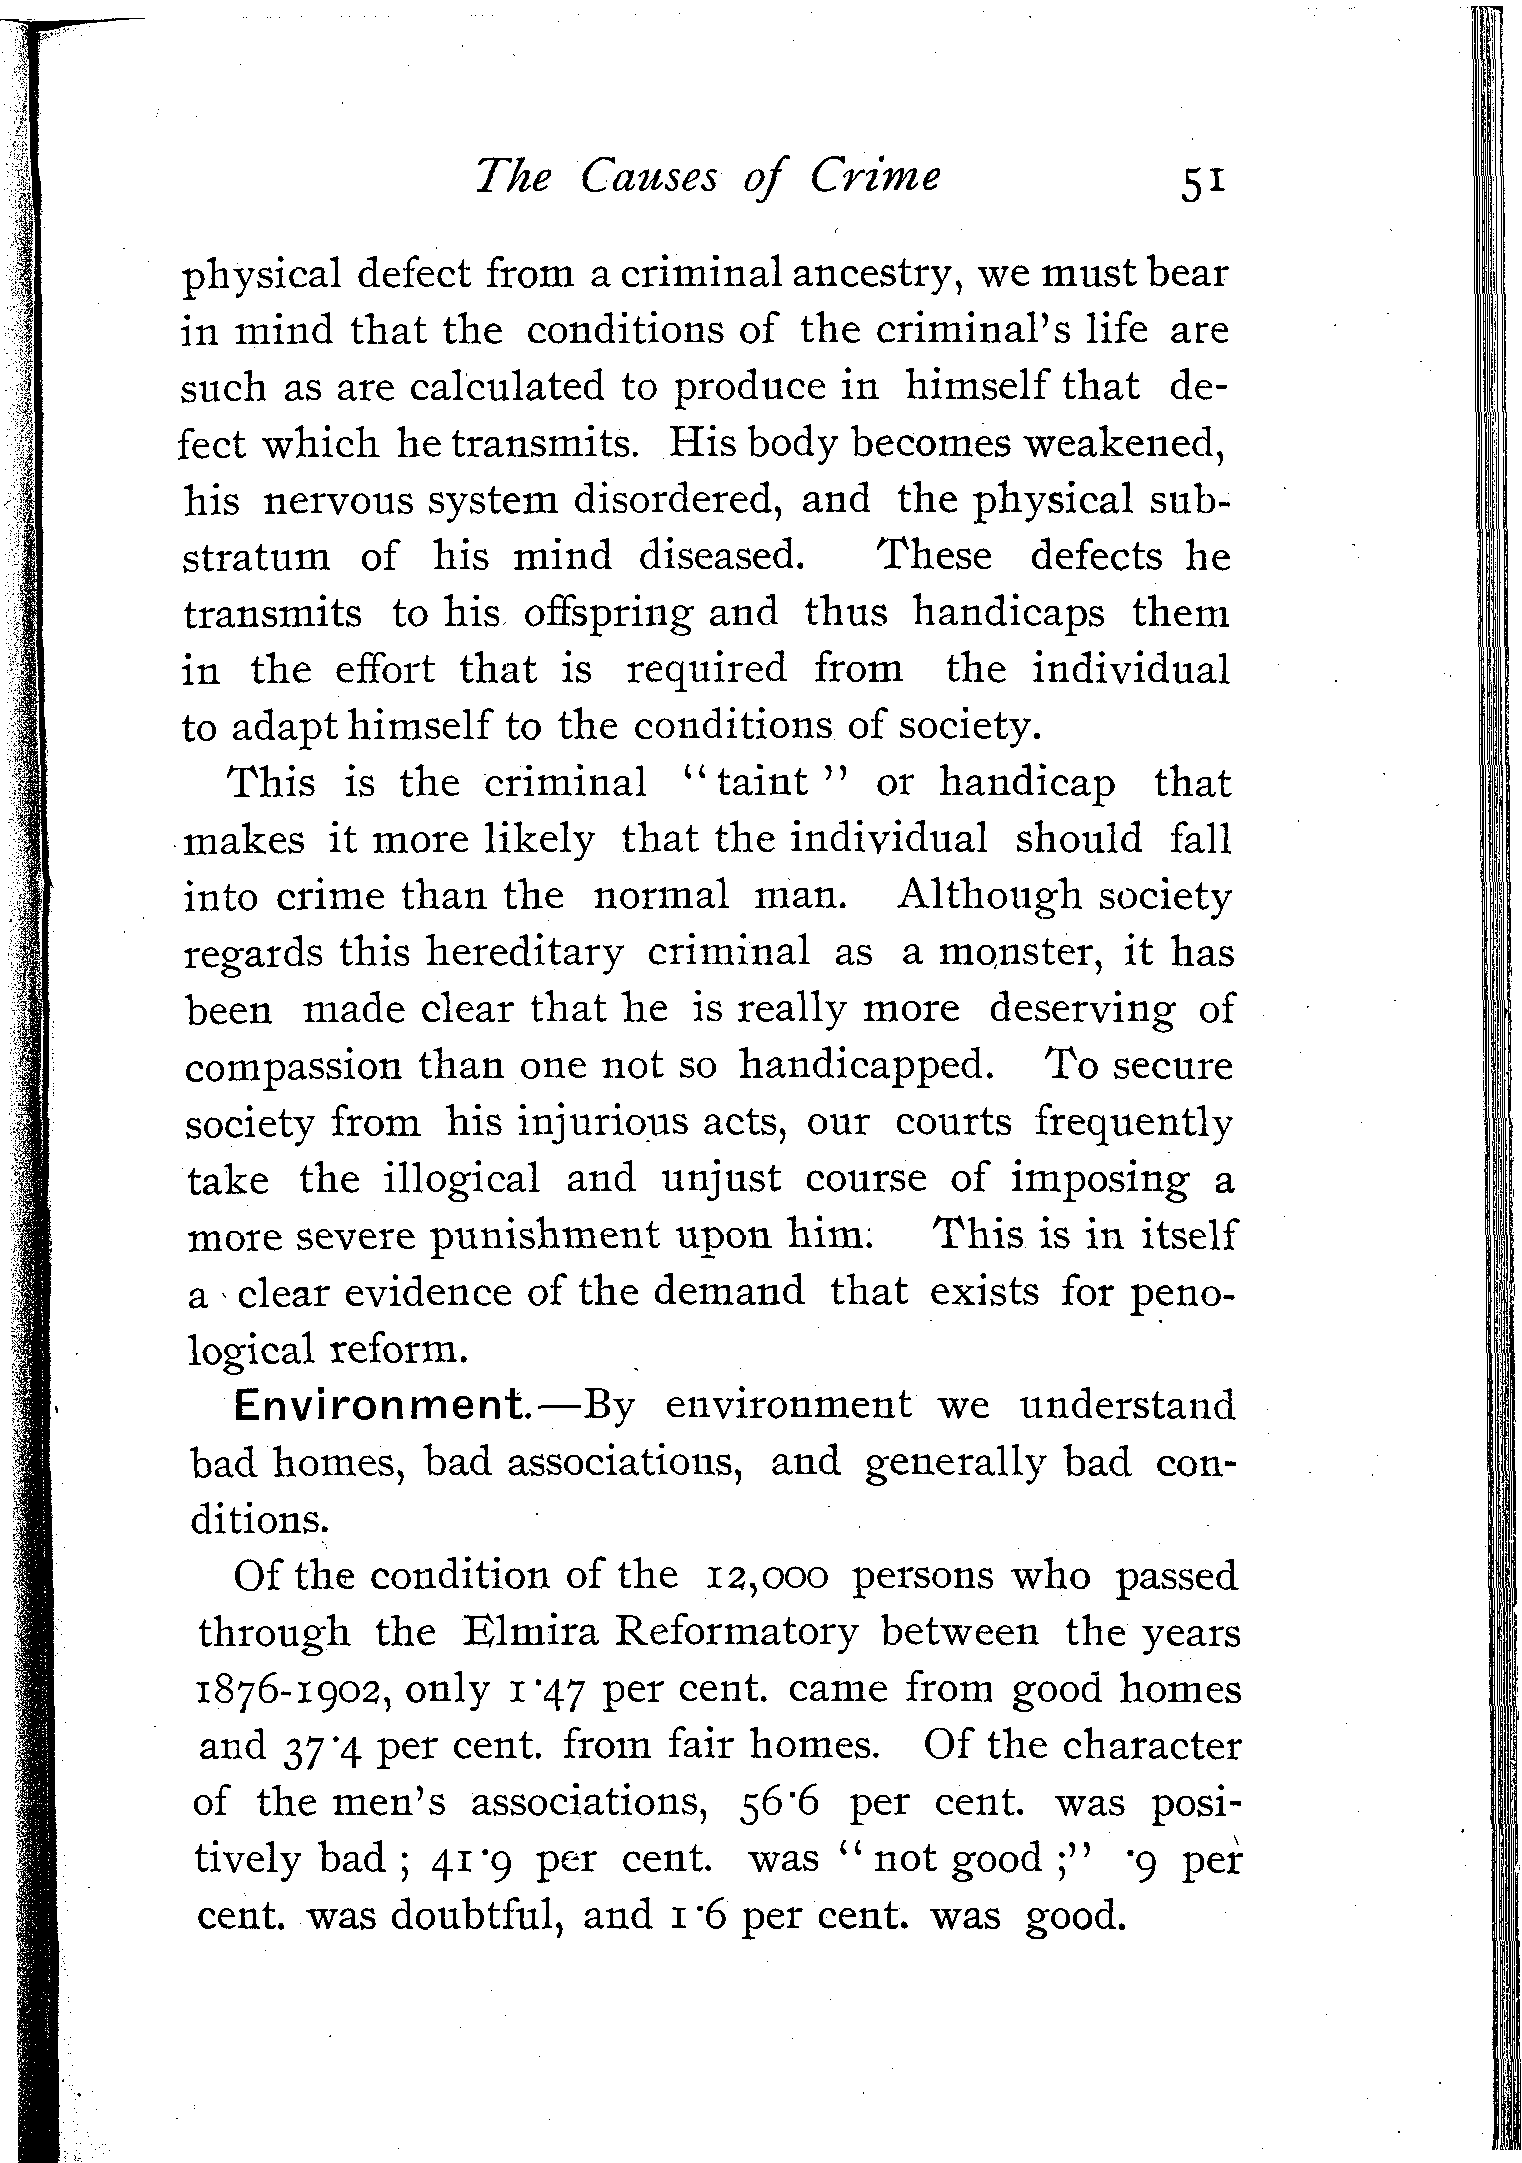 The Causes of Crime 51
physical defect from a criminal ancestry, we must bear
in mind that the conditions of the criminal's life are
such as are calculated to produce in himself that de-
fect which he transmits. His body becomes weakened,
his nervous system disordered, and the physical sub-
stratum of his mind diseased. These defects he
transmits to his offspring and thus handicaps them
in the effort that is required from the individual
to adapt himself to the conditions of society.
This is the criminal "taint" or handicap that
makes it more likely that the individual should fall
into crime than the normal man. Although society
regards this hereditary criminal as a monster, it has
been made clear that he is really more deserving of
compassion than one not so handicapped. To secure
society from his injurious acts, our courts frequently
take the illogical and unjust course of imposing a
more severe punishment upon him. This is in itself
a clear evidence of the demand that exists for peno-
logical reform.
Environment.—By environment we understand
bad homes, bad associations, and generally bad con-
ditions.
Of the condition of the 12,000 persons who passed
through the Elmira Reformatory between the years
1876-1902, only 1·47 per cent. came from good homes
and 37·4 per cent. from fair homes. Of the character
of the men's associations, 56·6 per cent. was posi-
tively bad ; 41·9 per cent. was "not good ;" ·9 per
cent. was doubtful, and 1·6 per cent. was good.